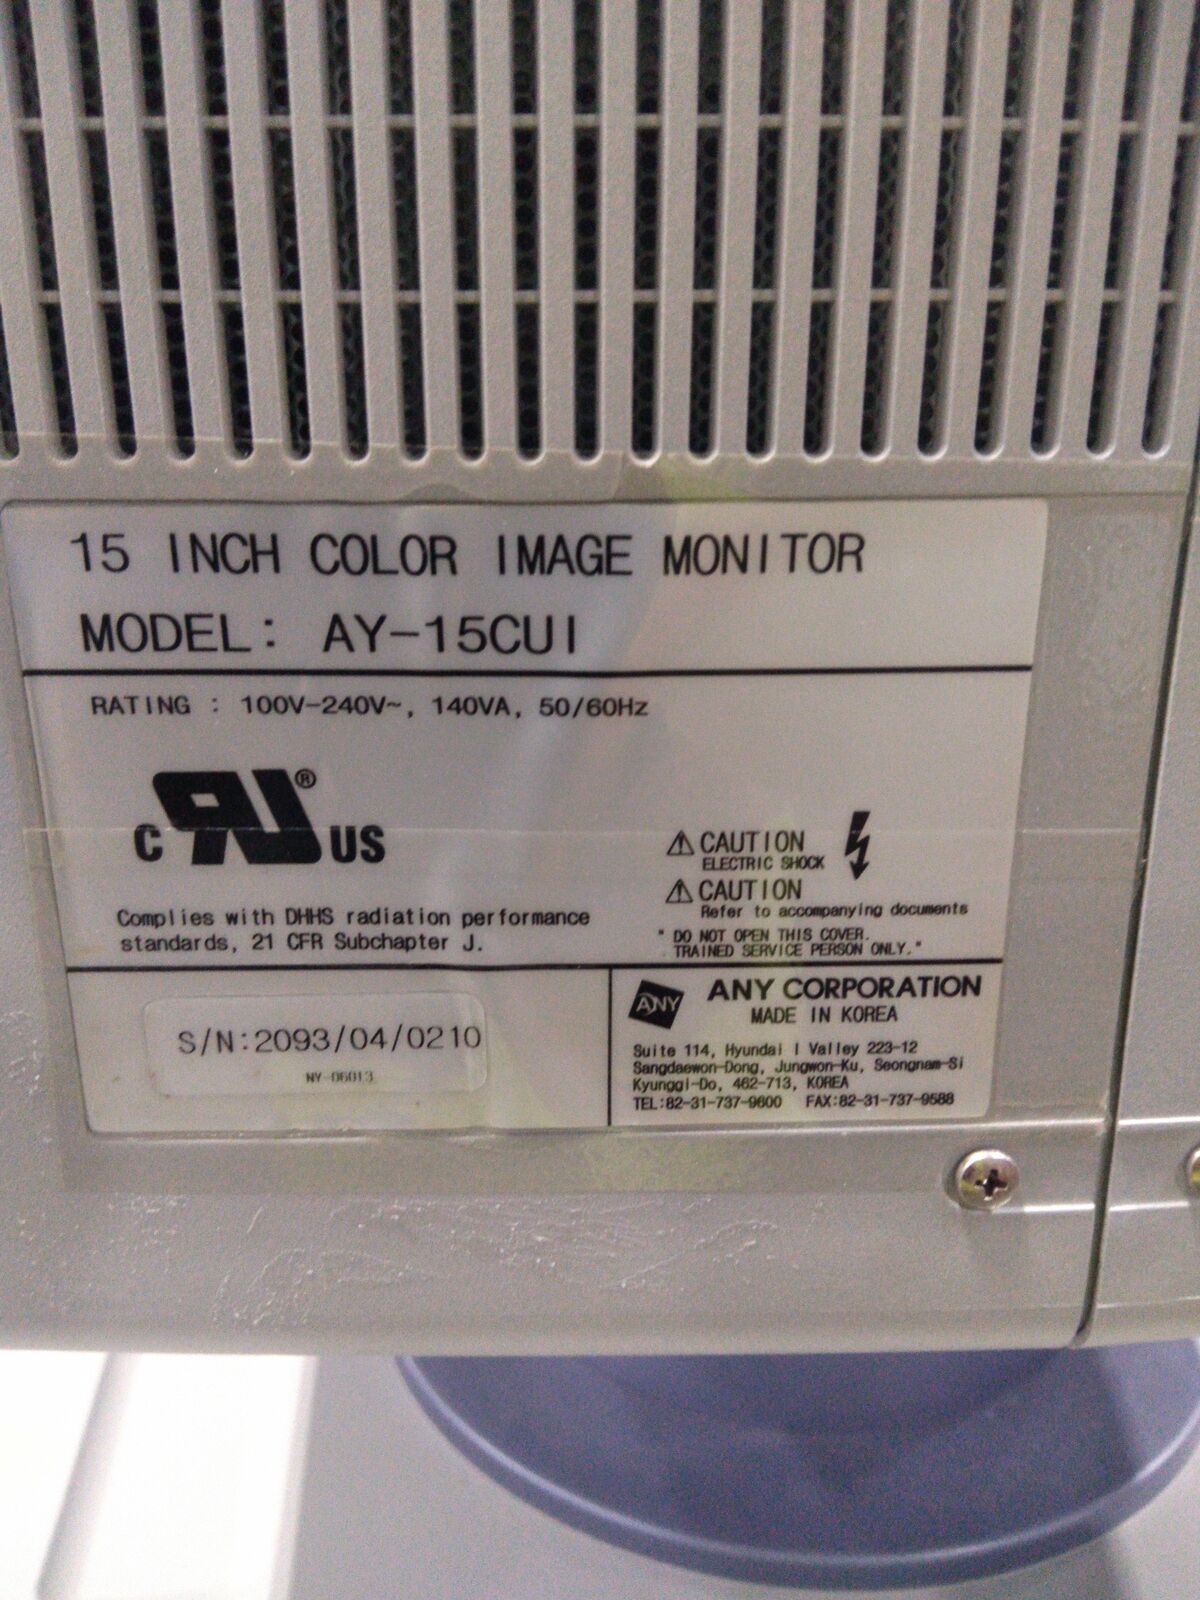 15 INCH COLOR IMAGE MONITOR
MODEL: AY-15CUI
RATING : 100V-240V~, 140VA, 50/60Hz
C RU ® US
Complies with DHHS radiation performance
standards, 21 CFR Subchapter J.
⚠ CAUTION
ELECTRIC SHOCK
⚠ CAUTION
Refer to accompanying documents
" DO NOT OPEN THIS COVER.
TRAINED SERVICE PERSON ONLY."
S/N:2093/04/0210
NY-06013
ANY
ANY CORPORATION
MADE IN KOREA
Suite 114, Hyundai I Valley 223-12
Sangdaewon-Dong, Jungwon-Ku, Seongnam-Si
Kyunggi-Do, 462-713, KOREA
TEL:82-31-737-9600 FAX:82-31-737-9588